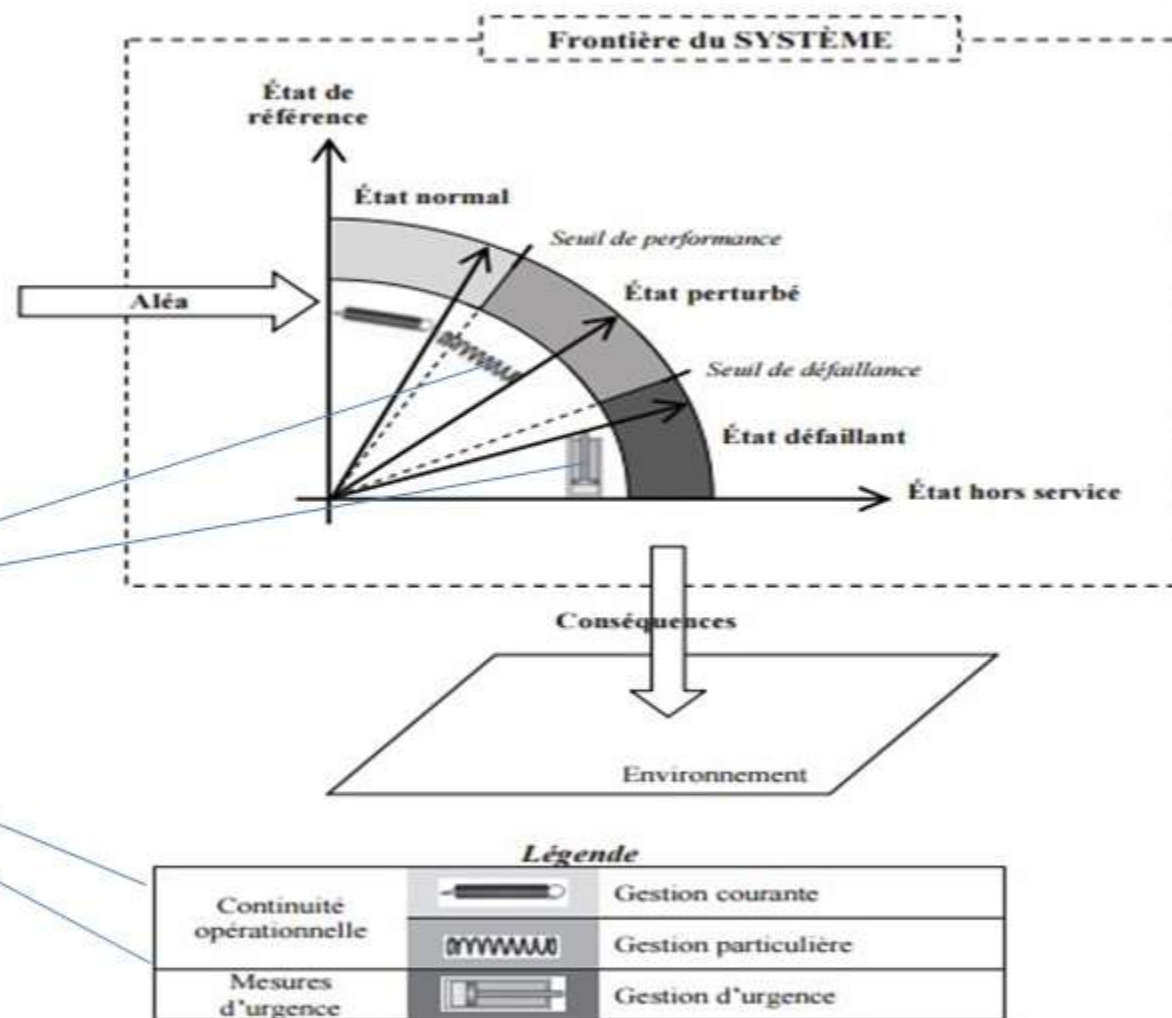 Frontière du SYSTÈME
État de
référence
État normal
Seuil de performance
Aléa
État perturbé
Seuil de défaillance
État défaillant
État hors service
Conséquences
Environnement
Légende
Continuité
opérationnelle
Gestion courante
Gestion particulière
Mesures
d'urgence
Gestion d'urgence